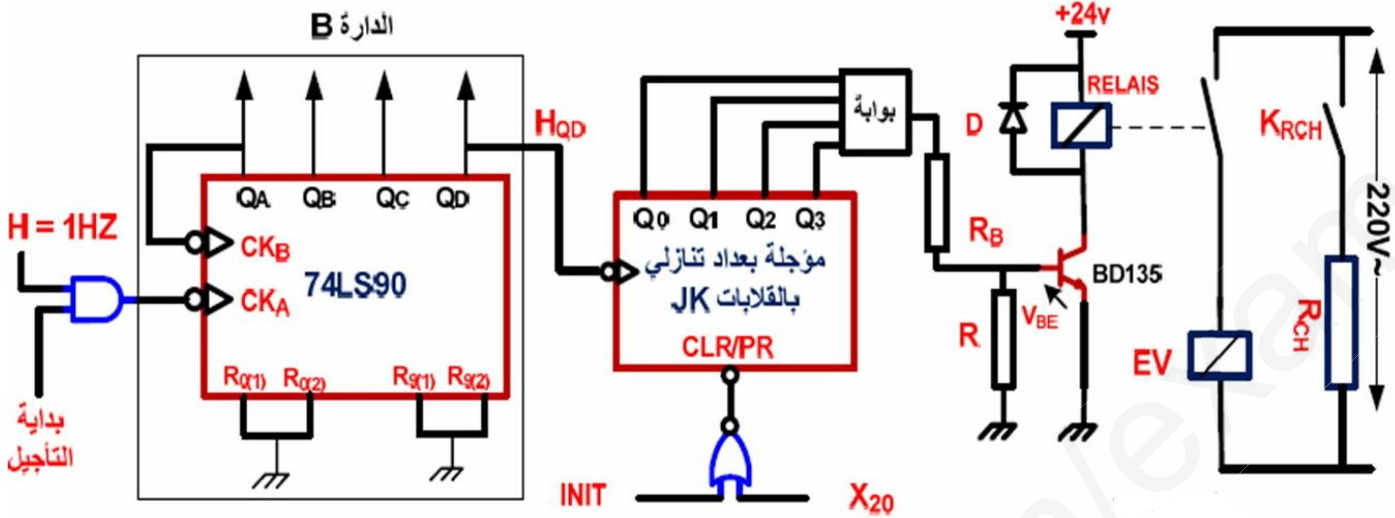 الدارة B
H = 1HZ
بداية
التأجيل
QA QB QC QD
CKB
CKA
74LS90
R0(1) R0(2) R9(1) R9(2)
HQD
بوابة
Q0 Q1 Q2 Q3
مؤجلة بعداد تنازلي
بالقلابات JK
CLR/PR
INIT X20
+24v
RELAIS
D
RB
R
VBE
BD135
KRCH
EV
RCH
220V~
m/exam